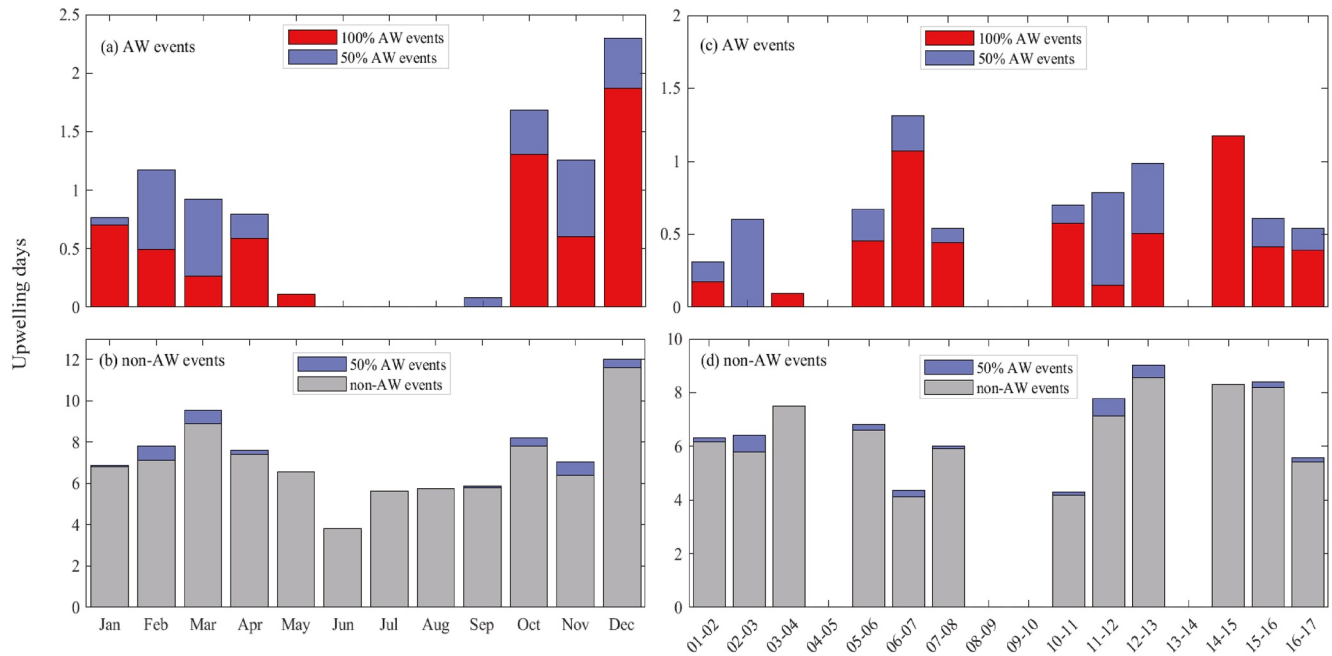 Upwelling days
(a) AW events
100% AW events
50% AW events
2.5
2
1.5
1
0.5
0
(c) AW events
100% AW events
50% AW events
2
1.5
1
0.5
0
(b) non-AW events
50% AW events
non-AW events
12
10
8
6
4
2
0
Jan Feb Mar Apr May Jun Jul Aug Sep Oct Nov Dec
(d) non-AW events
50% AW events
non-AW events
10
8
6
4
2
0
01-02 02-03 03-04 04-05 05-06 06-07 07-08 08-09 09-10 10-11 11-12 12-13 13-14 14-15 15-16 16-17